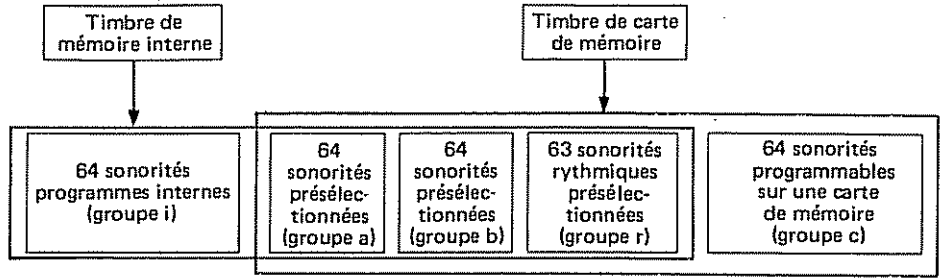 Timbre de
mémoire interne
Timbre de carte
de mémoire
64 sonorités
programmes internes
(groupe i)
64
sonorités
présélec-
tionnées
(groupe a)
64
sonorités
présélec-
tionnées
(groupe b)
63 sonorités
rythmiques
présélec-
tionnées
(groupe r)
64 sonorités
programmables
sur une carte
de mémoire
(groupe c)